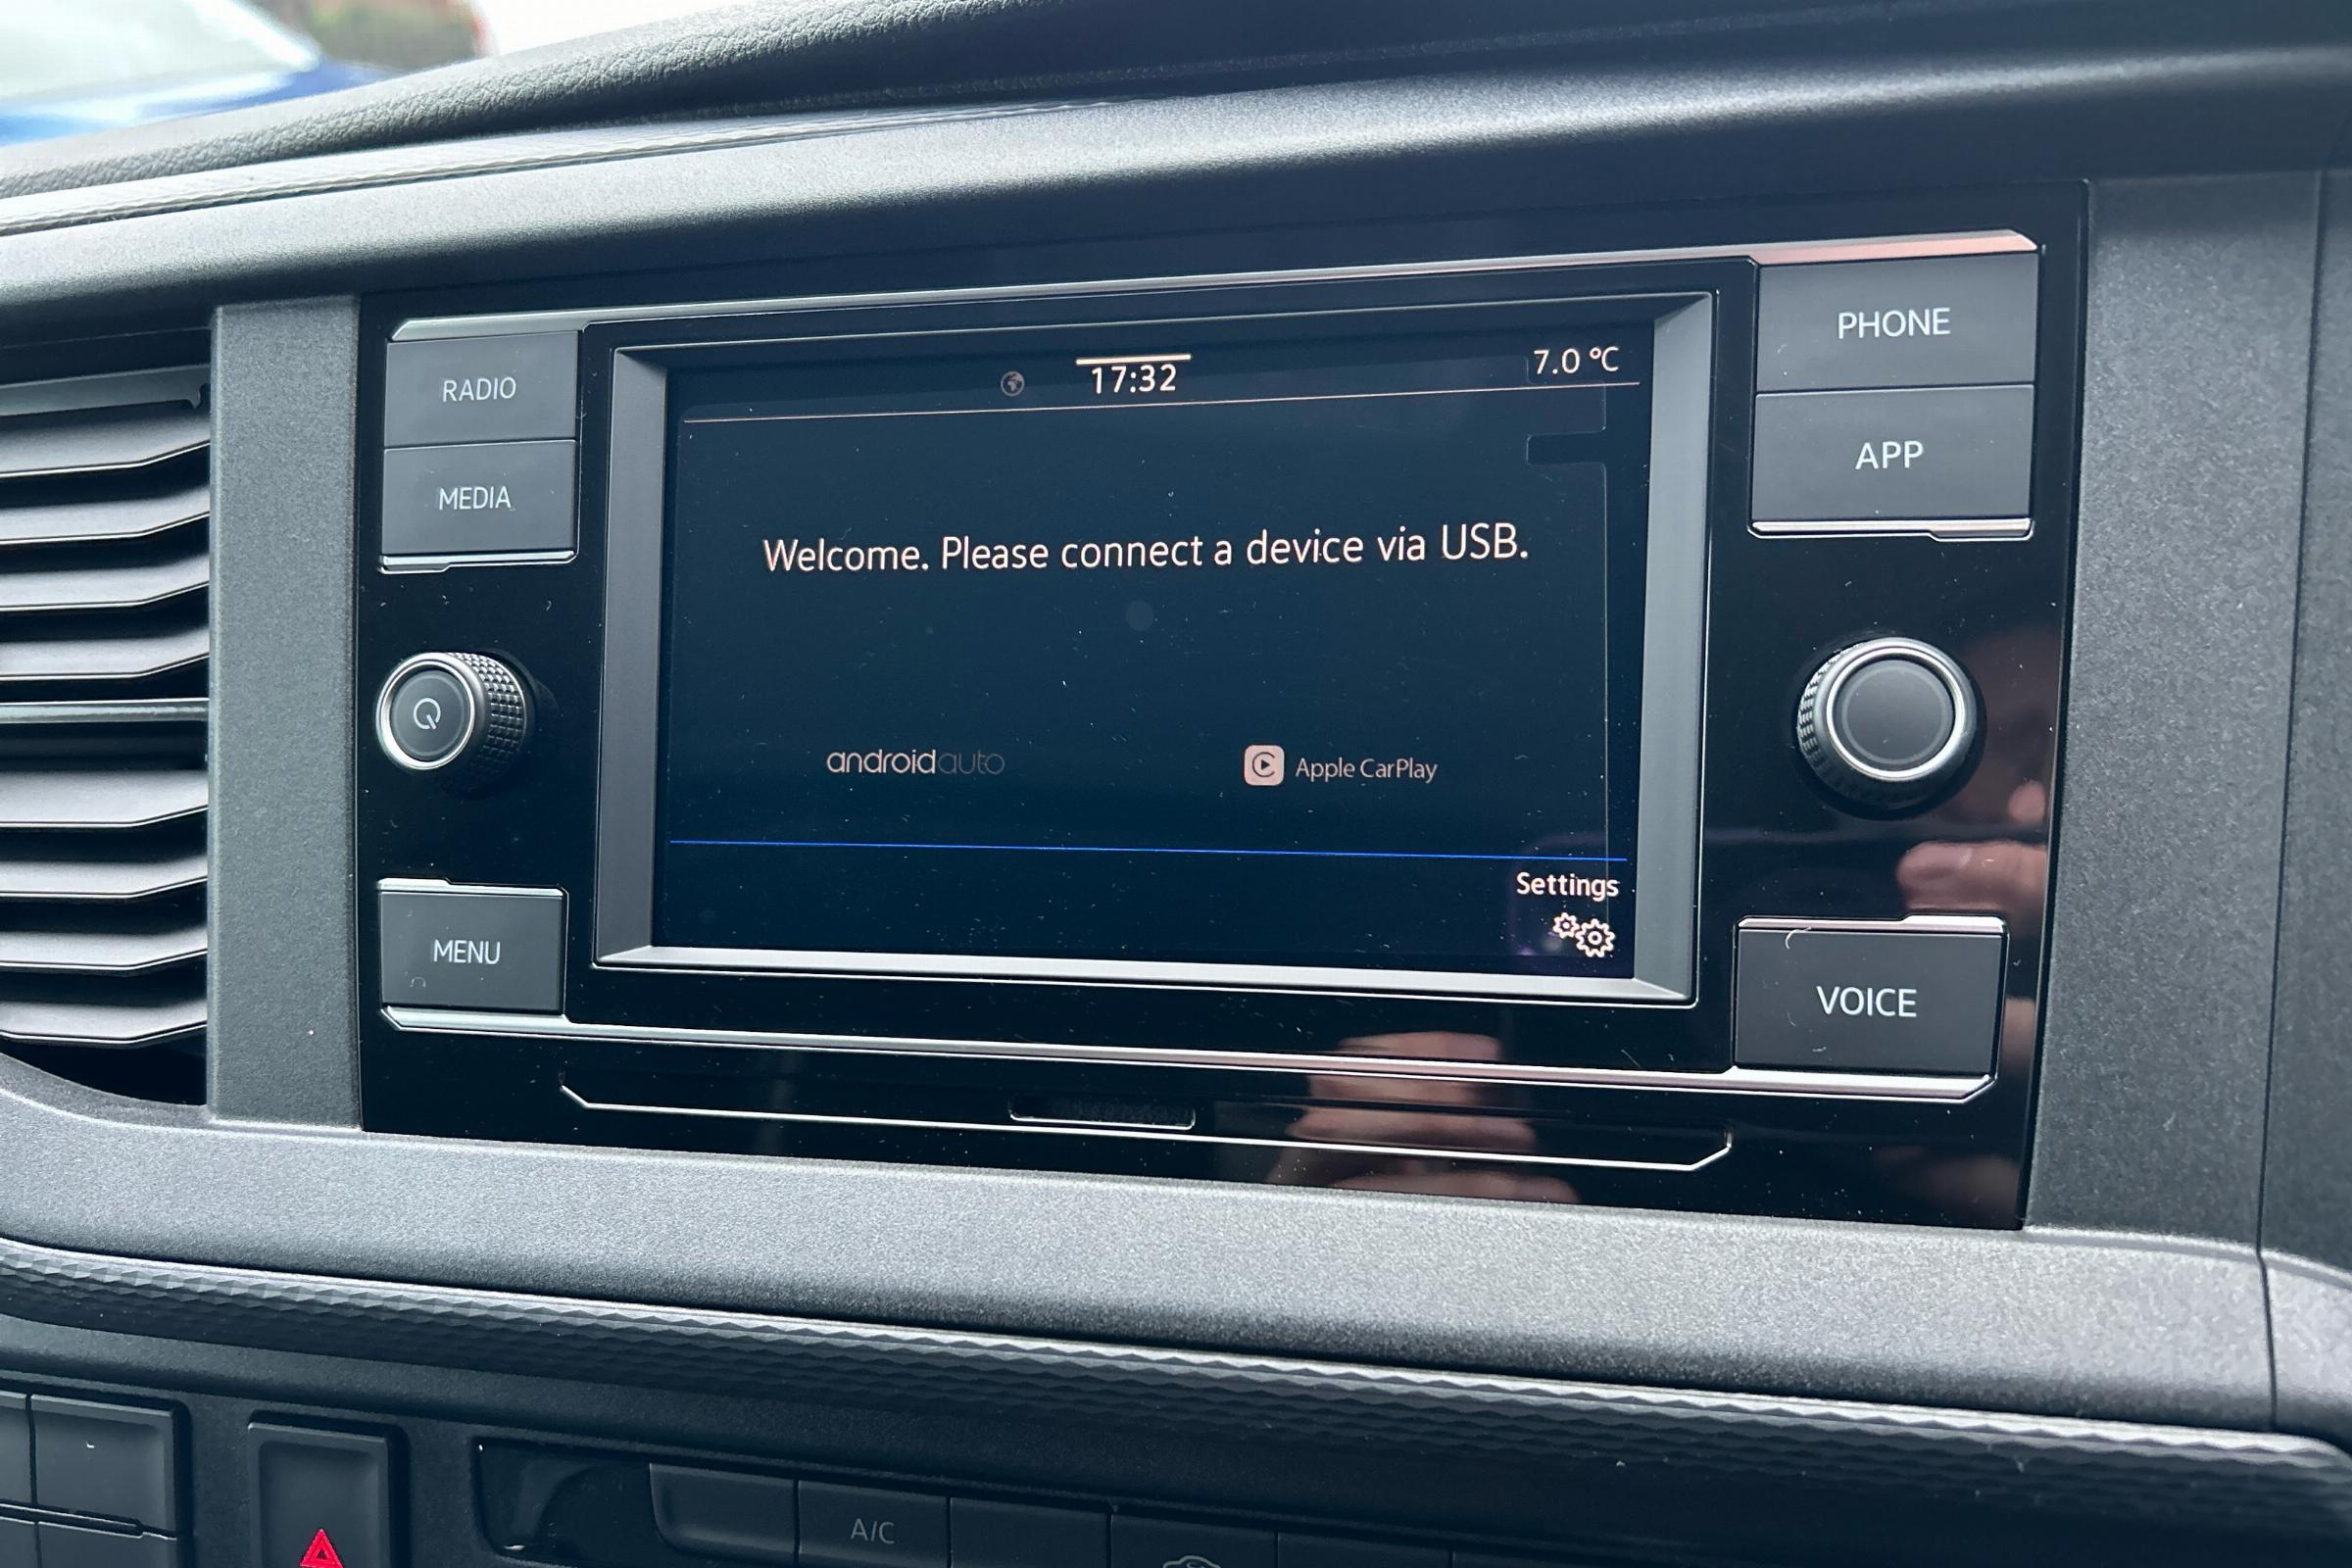 RADIO
MEDIA
MENU
17:32
7.0 °C
Welcome. Please connect a device via USB.
androidauto
Apple CarPlay
Settings
PHONE
APP
VOICE
A/C